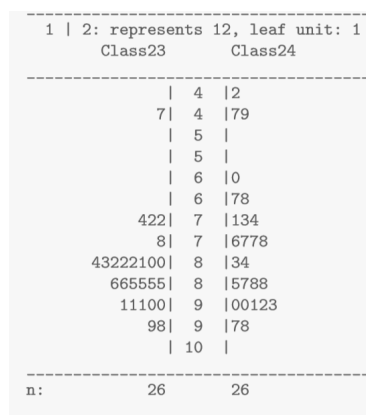 1 | 2: represents 12, leaf unit: 1
Class23 Class24
| 4 |2
7| 4 |79
| 5 |
| 5 |
| 6 |0
| 6 |78
422| 7 |134
8| 7 |6778
43222100| 8 |34
665555| 8 |5788
11100| 9 |00123
98| 9 |78
| 10 |
n: 26 26